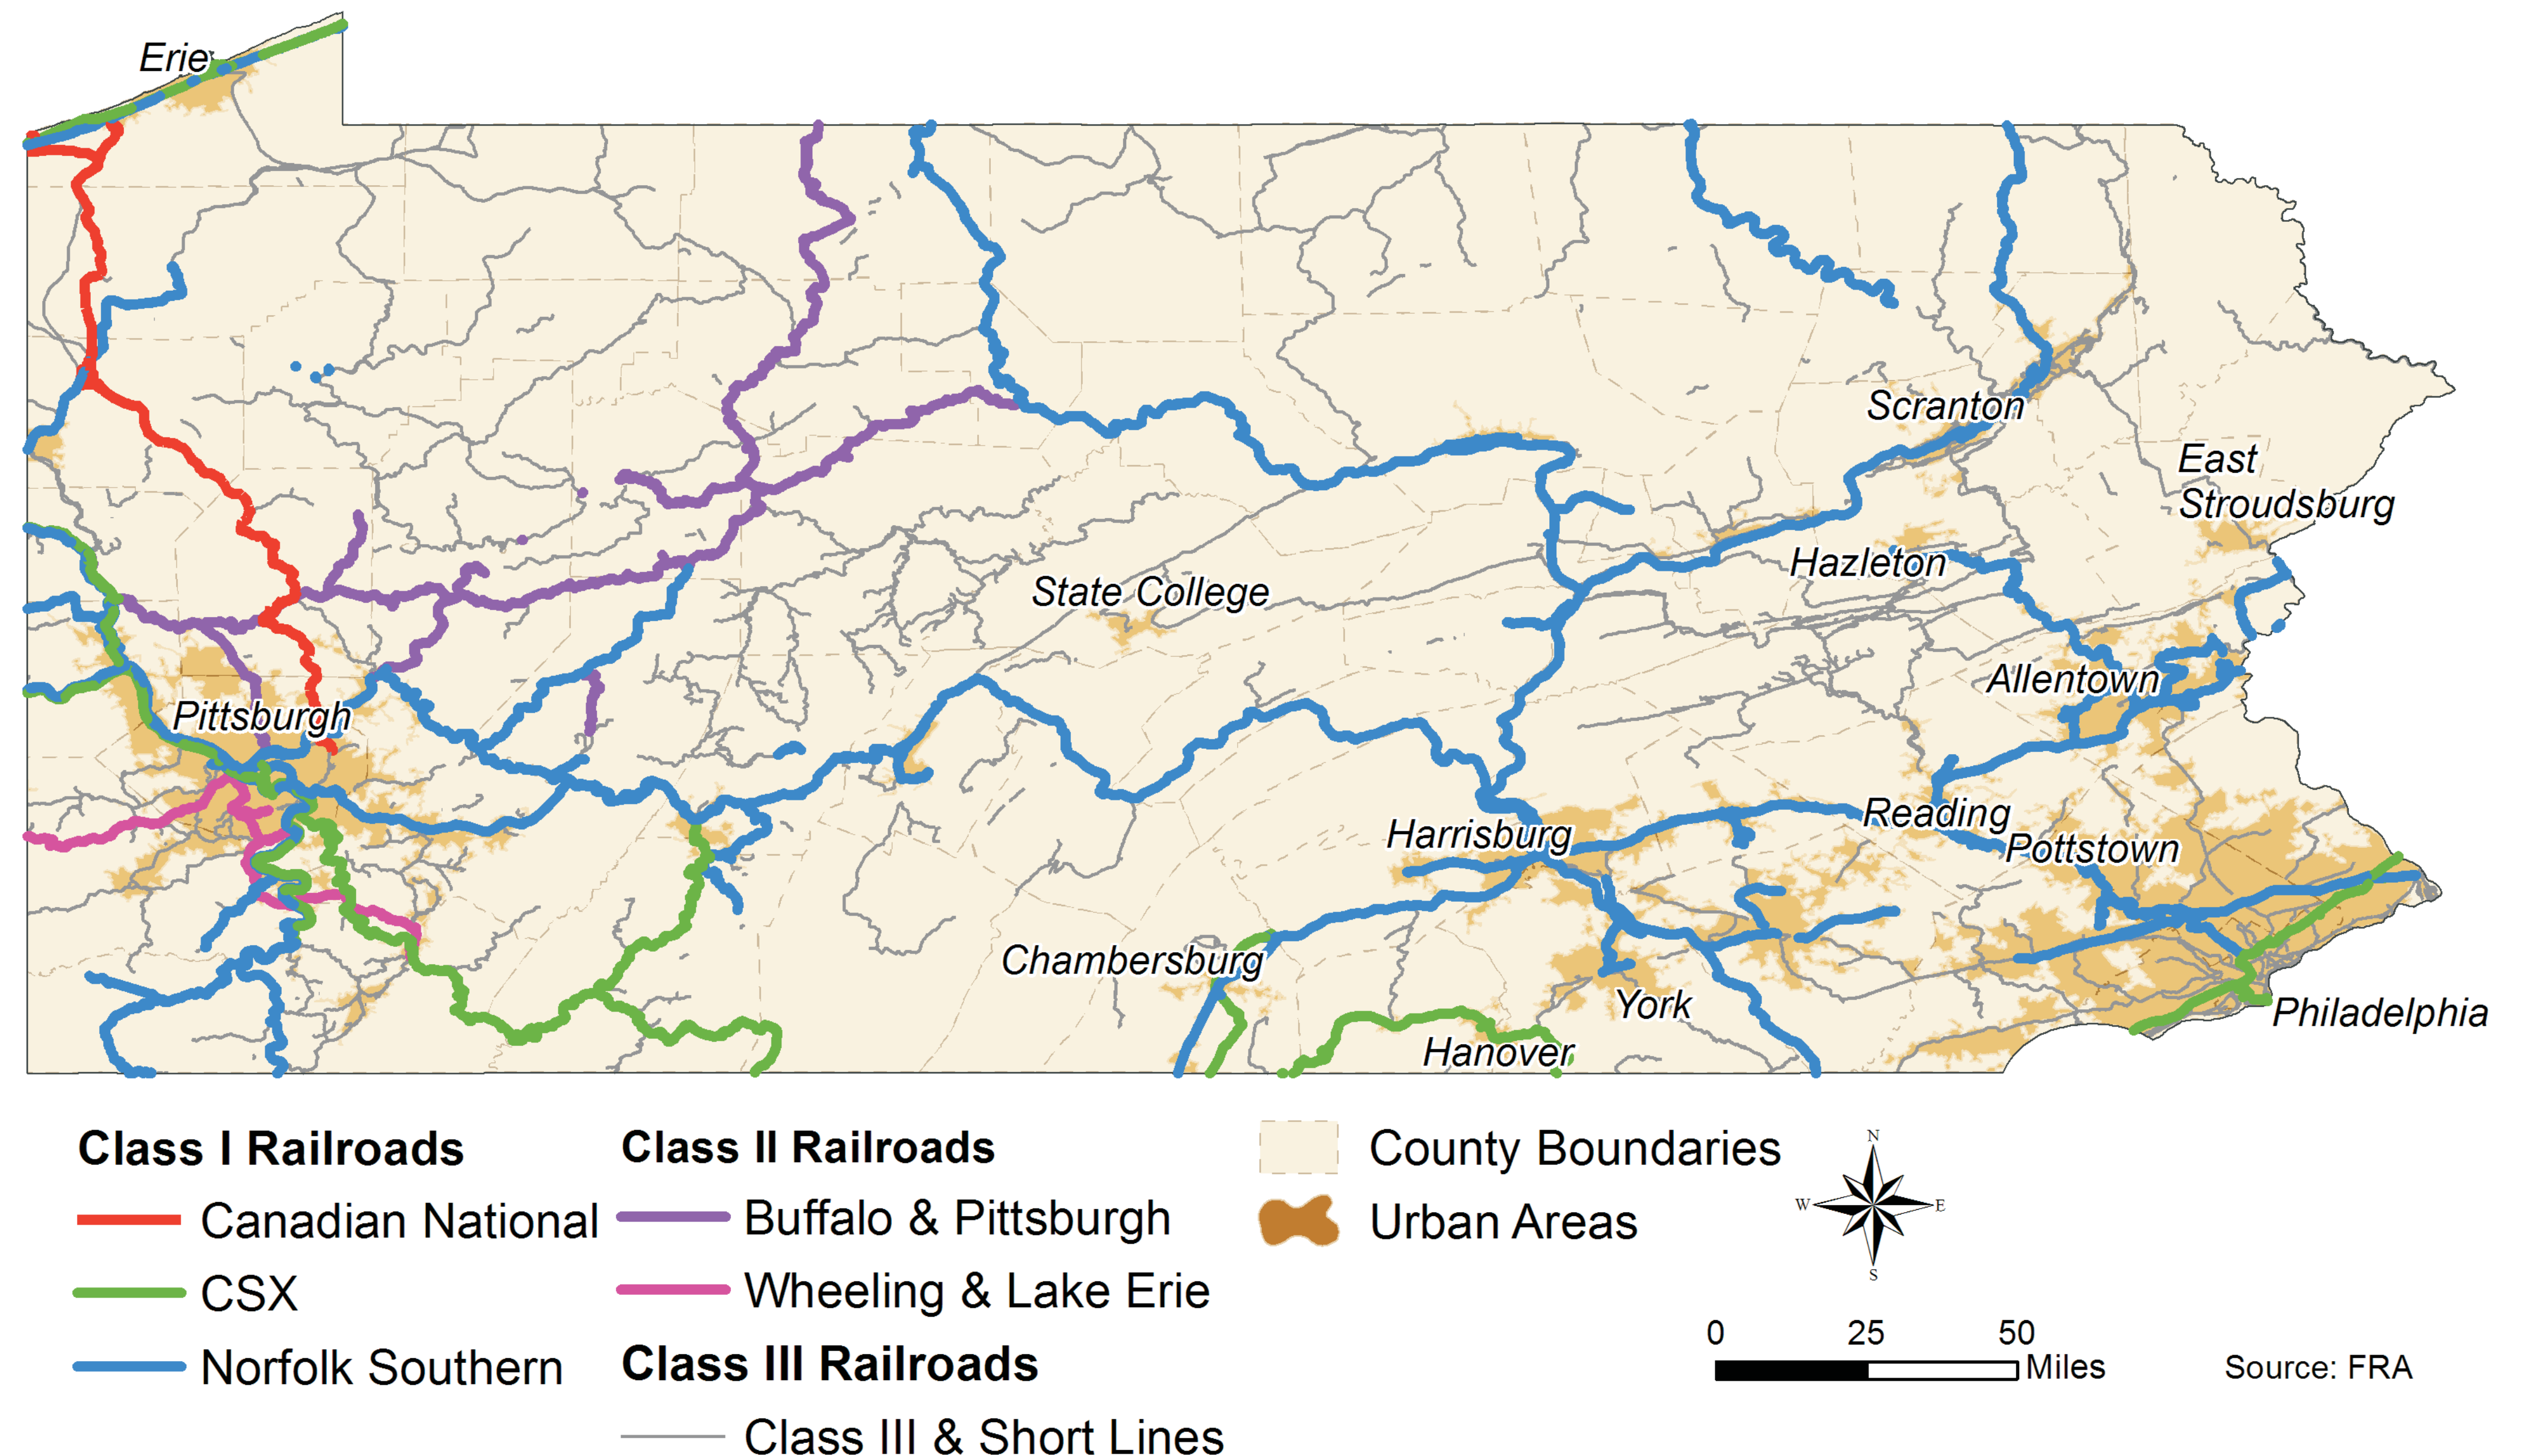 Erie
Scranton
East
Stroudsburg
Hazleton
State College
Allentown
Pittsburgh
Reading
Harrisburg
Pottstown
Chambersburg
York
Philadelphia
Hanover
Class I Railroads
Canadian National
CSX
Norfolk Southern
Class II Railroads
Buffalo & Pittsburgh
Wheeling & Lake Erie
Class III Railroads
Class III & Short Lines
County Boundaries
Urban Areas
N
W E
S
0 25 50
Miles
Source: FRA